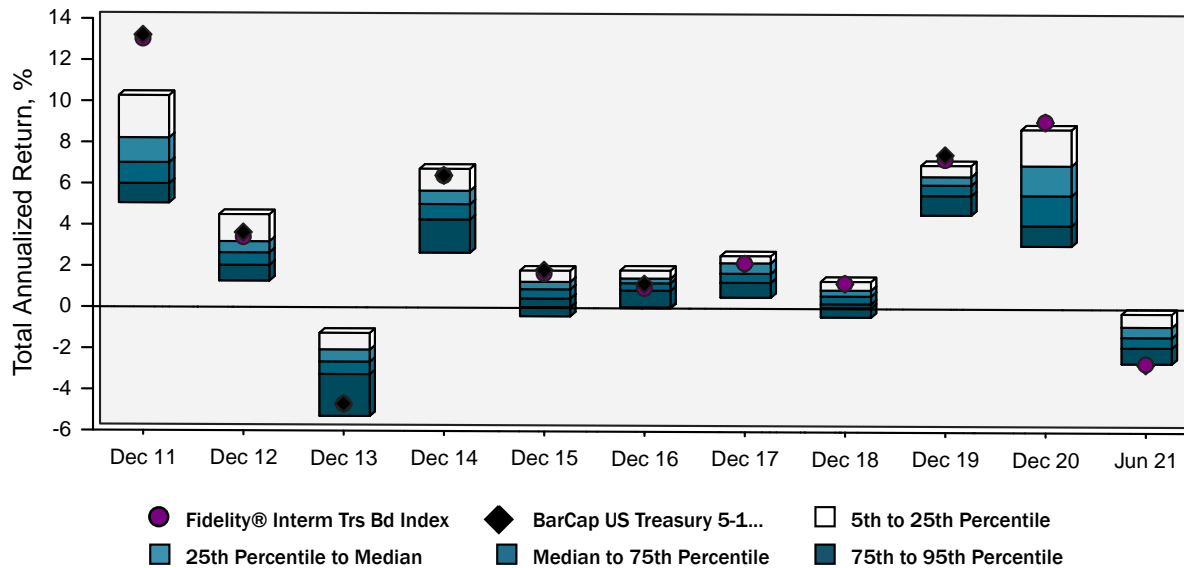 Total Annualized Return, %
14
12
10
8
6
4
2
0
-2
-4
-6
Dec 11 Dec 12 Dec 13 Dec 14 Dec 15 Dec 16 Dec 17 Dec 18 Dec 19 Dec 20 Jun 21
Fidelity® Interm Trs Bd Index BarCap US Treasury 5-1... 5th to 25th Percentile
25th Percentile to Median Median to 75th Percentile 75th to 95th Percentile